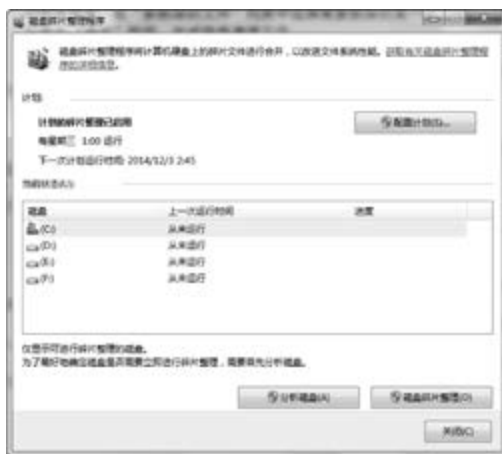 磁盘碎片整理程序
磁盘碎片整理程序将计算机硬盘上的碎片文件进行合并，以改进文件系统性能。获取有关磁盘碎片整理程
序的详细信息。
计划:
计划的碎片整理已启用
配置计划(S)...
每星期三 1:00 运行
下一次计划运行时间: 2014/12/3 2:45
当前状态(U):
磁盘 上一次运行时间 进度
(C:) 从未运行
(D:) 从未运行
(E:) 从未运行
(F:) 从未运行
仅显示可进行碎片整理的磁盘。
为了最好地确定磁盘是否需要立即进行碎片整理，需要首先分析磁盘。
分析磁盘(A) 磁盘碎片整理(D)
关闭(C)